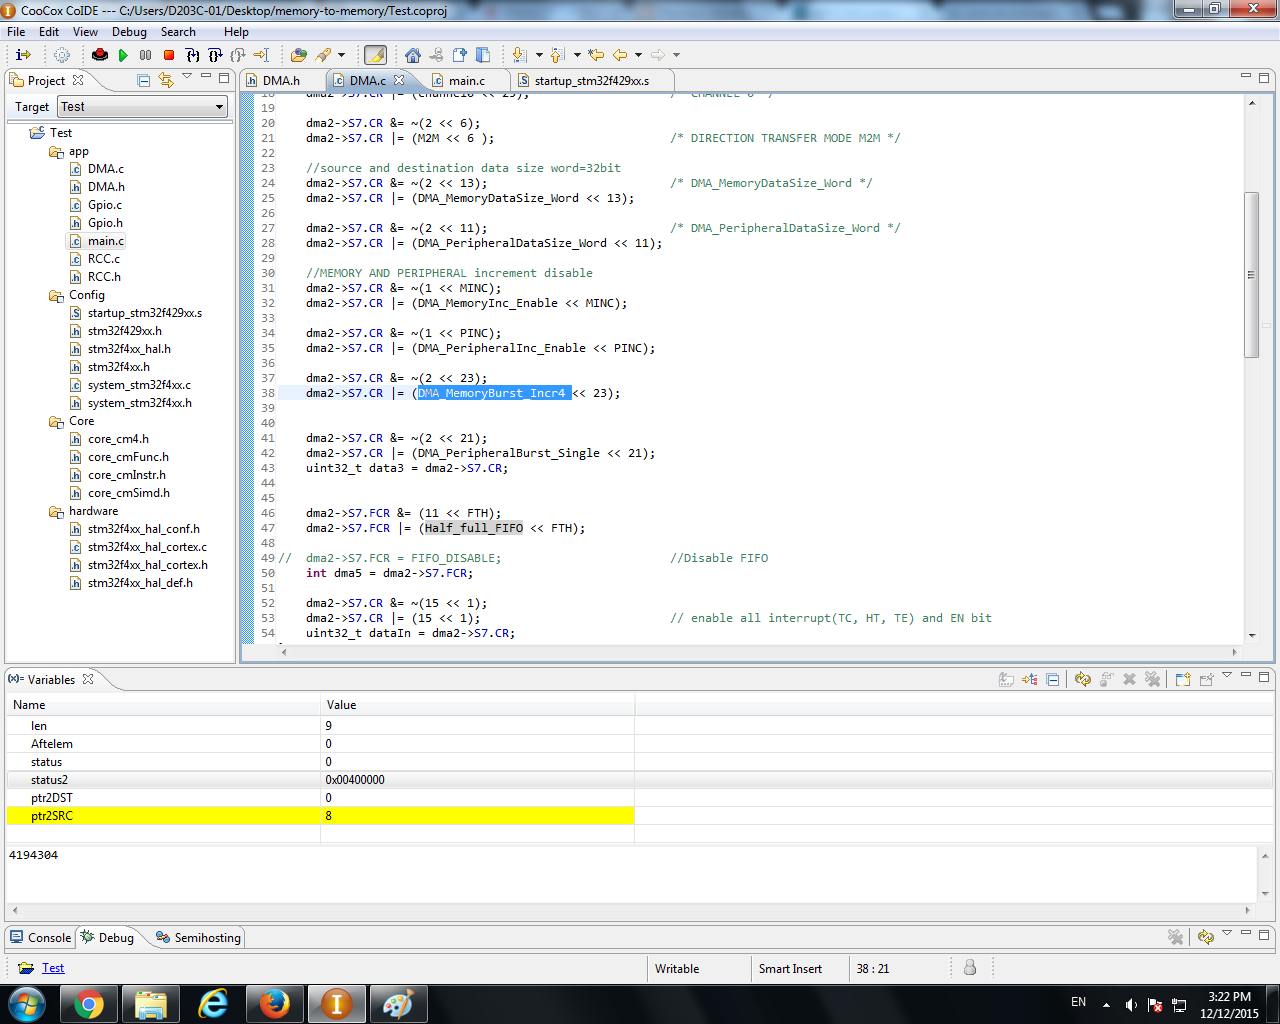 CooCox CoIDE --- C:/Users/D203C-01/Desktop/memory-to-memory/Test.coproj
File Edit View Debug Search Help
Project
Target Test
Test
app
DMA.c
DMA.h
Gpio.c
Gpio.h
main.c
RCC.c
RCC.h
Config
startup_stm32f429xx.s
stm32f429xx.h
stm32f4xx_hal.h
stm32f4xx.h
system_stm32f4xx.c
system_stm32f4xx.h
Core
core_cm4.h
core_cmFunc.h
core_cmInstr.h
core_cmSimd.h
hardware
stm32f4xx_hal_conf.h
stm32f4xx_hal_cortex.c
stm32f4xx_hal_cortex.h
stm32f4xx_hal_def.h
DMA.h DMA.c main.c startup_stm32f429xx.s
19
20 dma2->S7.CR &= ~(2 << 6);
21 dma2->S7.CR |= (M2M << 6 ); /* DIRECTION TRANSFER MODE M2M */
22
23 //source and destination data size word=32bit
24 dma2->S7.CR &= ~(2 << 13); /* DMA_MemoryDataSize_Word */
25 dma2->S7.CR |= (DMA_MemoryDataSize_Word << 13);
26
27 dma2->S7.CR &= ~(2 << 11); /* DMA_PeripheralDataSize_Word */
28 dma2->S7.CR |= (DMA_PeripheralDataSize_Word << 11);
29
30 //MEMORY AND PERIPHERAL increment disable
31 dma2->S7.CR &= ~(1 << MINC);
32 dma2->S7.CR |= (DMA_MemoryInc_Enable << MINC);
33
34 dma2->S7.CR &= ~(1 << PINC);
35 dma2->S7.CR |= (DMA_PeripheralInc_Enable << PINC);
36
37 dma2->S7.CR &= ~(2 << 23);
38 dma2->S7.CR |= (DMA_MemoryBurst_Incr4 << 23);
39
40
41 dma2->S7.CR &= ~(2 << 21);
42 dma2->S7.CR |= (DMA_PeripheralBurst_Single << 21);
43 uint32_t data3 = dma2->S7.CR;
44
45
46 dma2->S7.FCR &= (11 << FTH);
47 dma2->S7.FCR |= (Half_full_FIFO << FTH);
48
49 // dma2->S7.FCR = FIFO_DISABLE; //Disable FIFO
50 int dma5 = dma2->S7.FCR;
51
52 dma2->S7.CR &= ~(15 << 1);
53 dma2->S7.CR |= (15 << 1); // enable all interrupt(TC, HT, TE) and EN bit
54 uint32_t dataIn = dma2->S7.CR;
(x)= Variables
Name Value
len 9
Aftelem 0
status 0
status2 0x00400000
ptr2DST 0
ptr2SRC 8
4194304
Console Debug Semihosting
Test Writable Smart Insert 38 : 21
EN 3:22 PM
12/12/2015